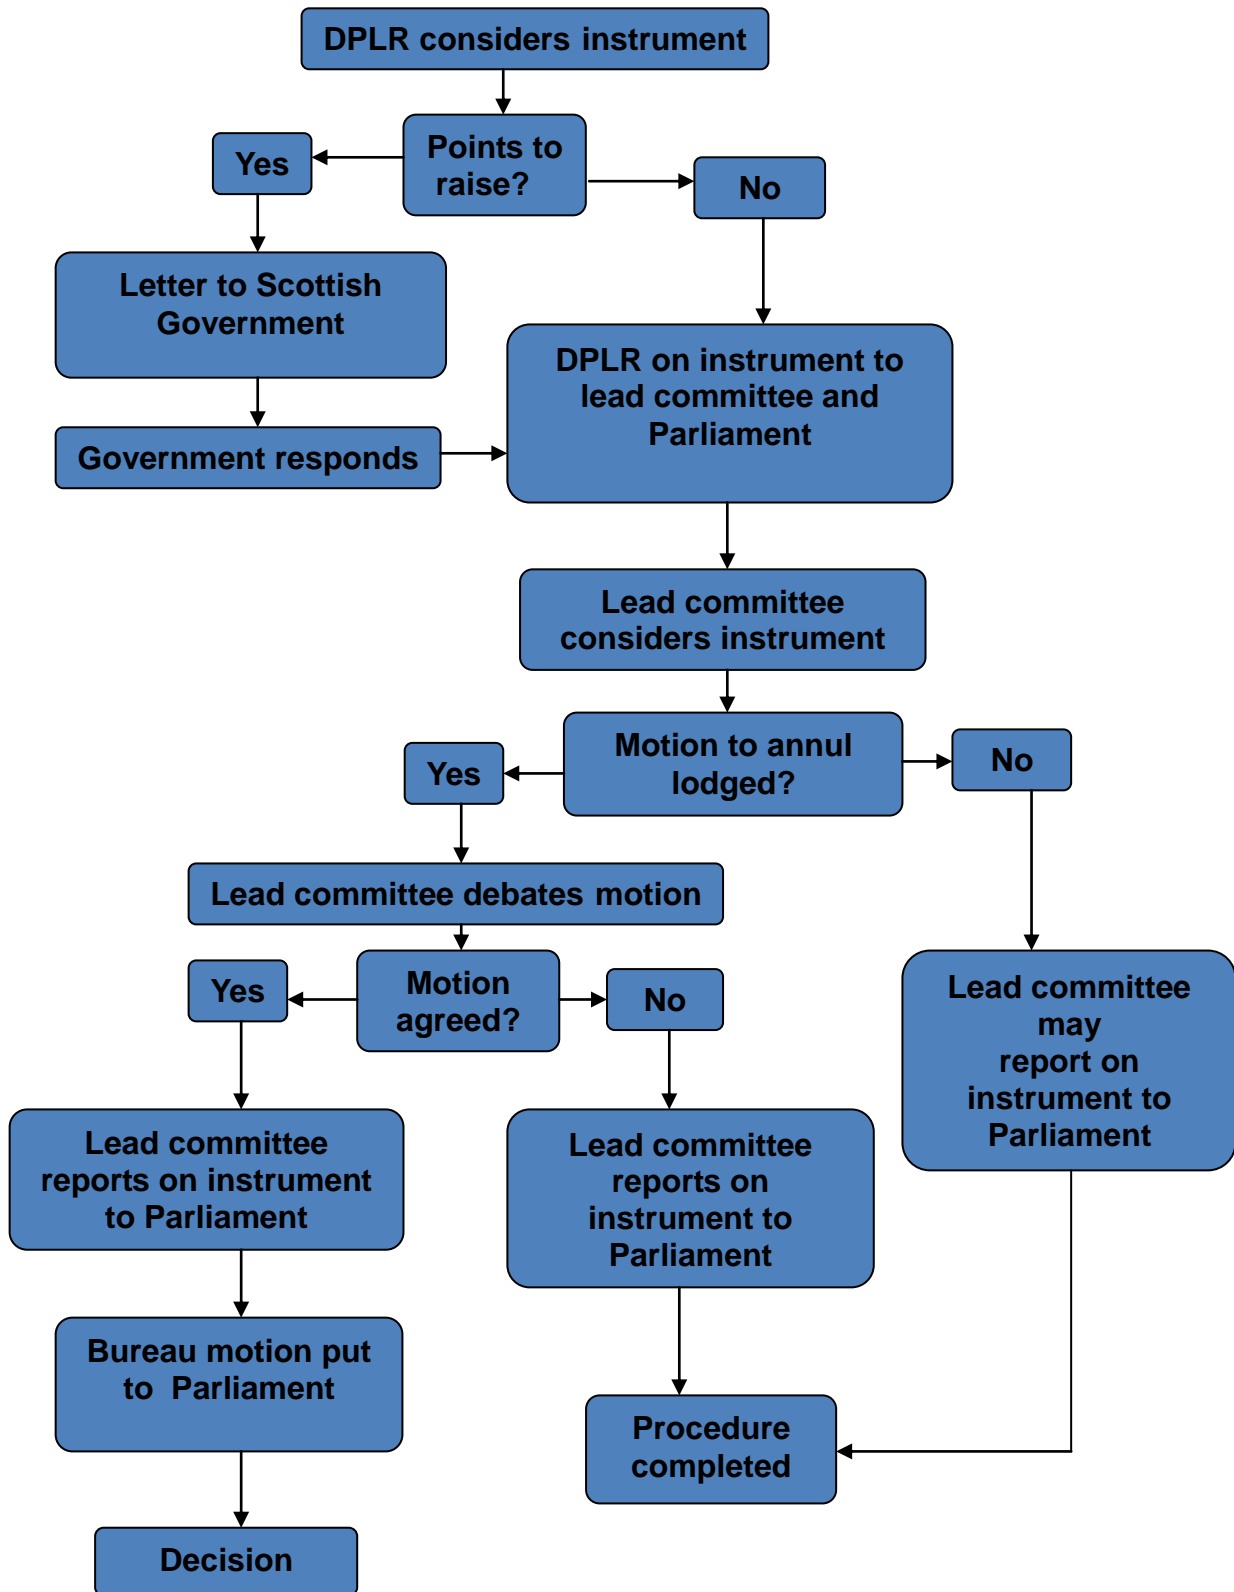 DPLR considers instrument
Points to
raise?
Yes
No
Letter to Scottish
Government
DPLR on instrument to
lead committee and
Parliament
Government responds
Lead committee
considers instrument
Motion to annul
lodged?
Yes
No
Lead committee debates motion
Motion
agreed?
Yes
No
Lead committee
may
report on
instrument to
Parliament
Lead committee
reports on instrument
to Parliament
Lead committee
reports on
instrument to
Parliament
Bureau motion put
to Parliament
Procedure
completed
Decision